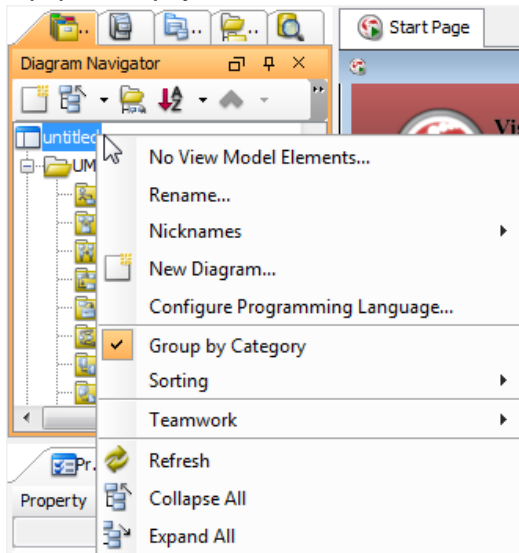 Start Page
Diagram Navigator
untitled
UM
No View Model Elements...
Rename...
Nicknames
New Diagram...
Configure Programming Language...
Group by Category
Sorting
Teamwork
Refresh
Collapse All
Expand All
Pr.
Property